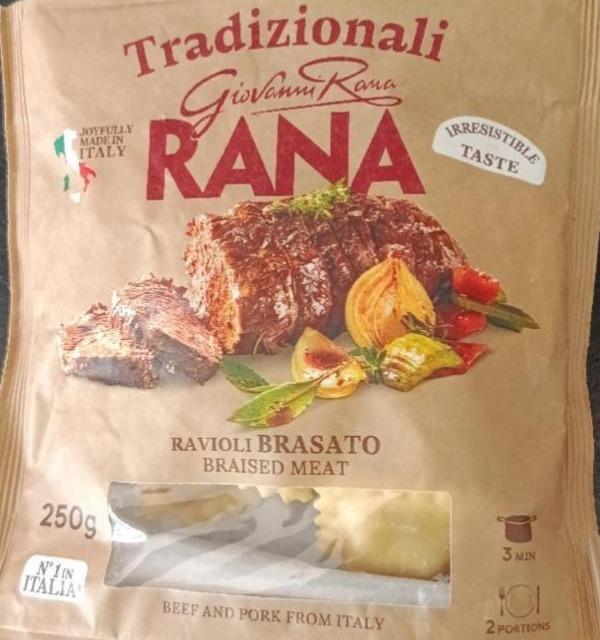 Tradizionali
Giovanni Rana
RANA
JOYFULLY
MADE IN
ITALY
IRRESISTIBLE
TASTE
RAVIOLI BRASATO
BRAISED MEAT
250g
N°1 IN
ITALIA
3 MIN
2 PORTIONS
BEEF AND PORK FROM ITALY